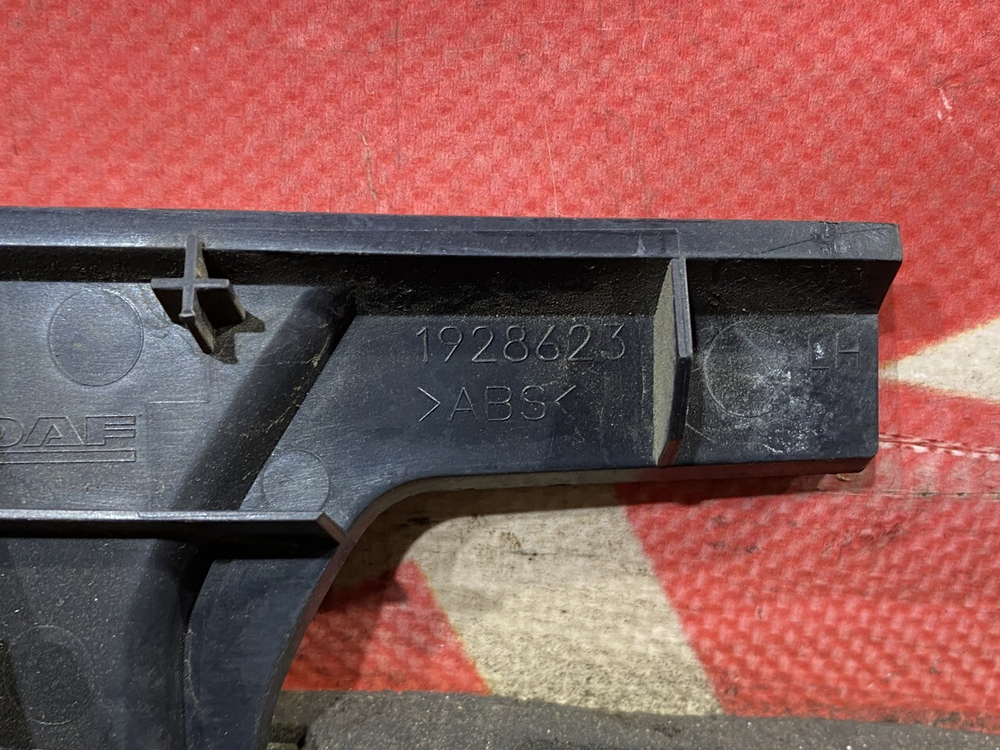 1928623
LH
>ABS<
DAF